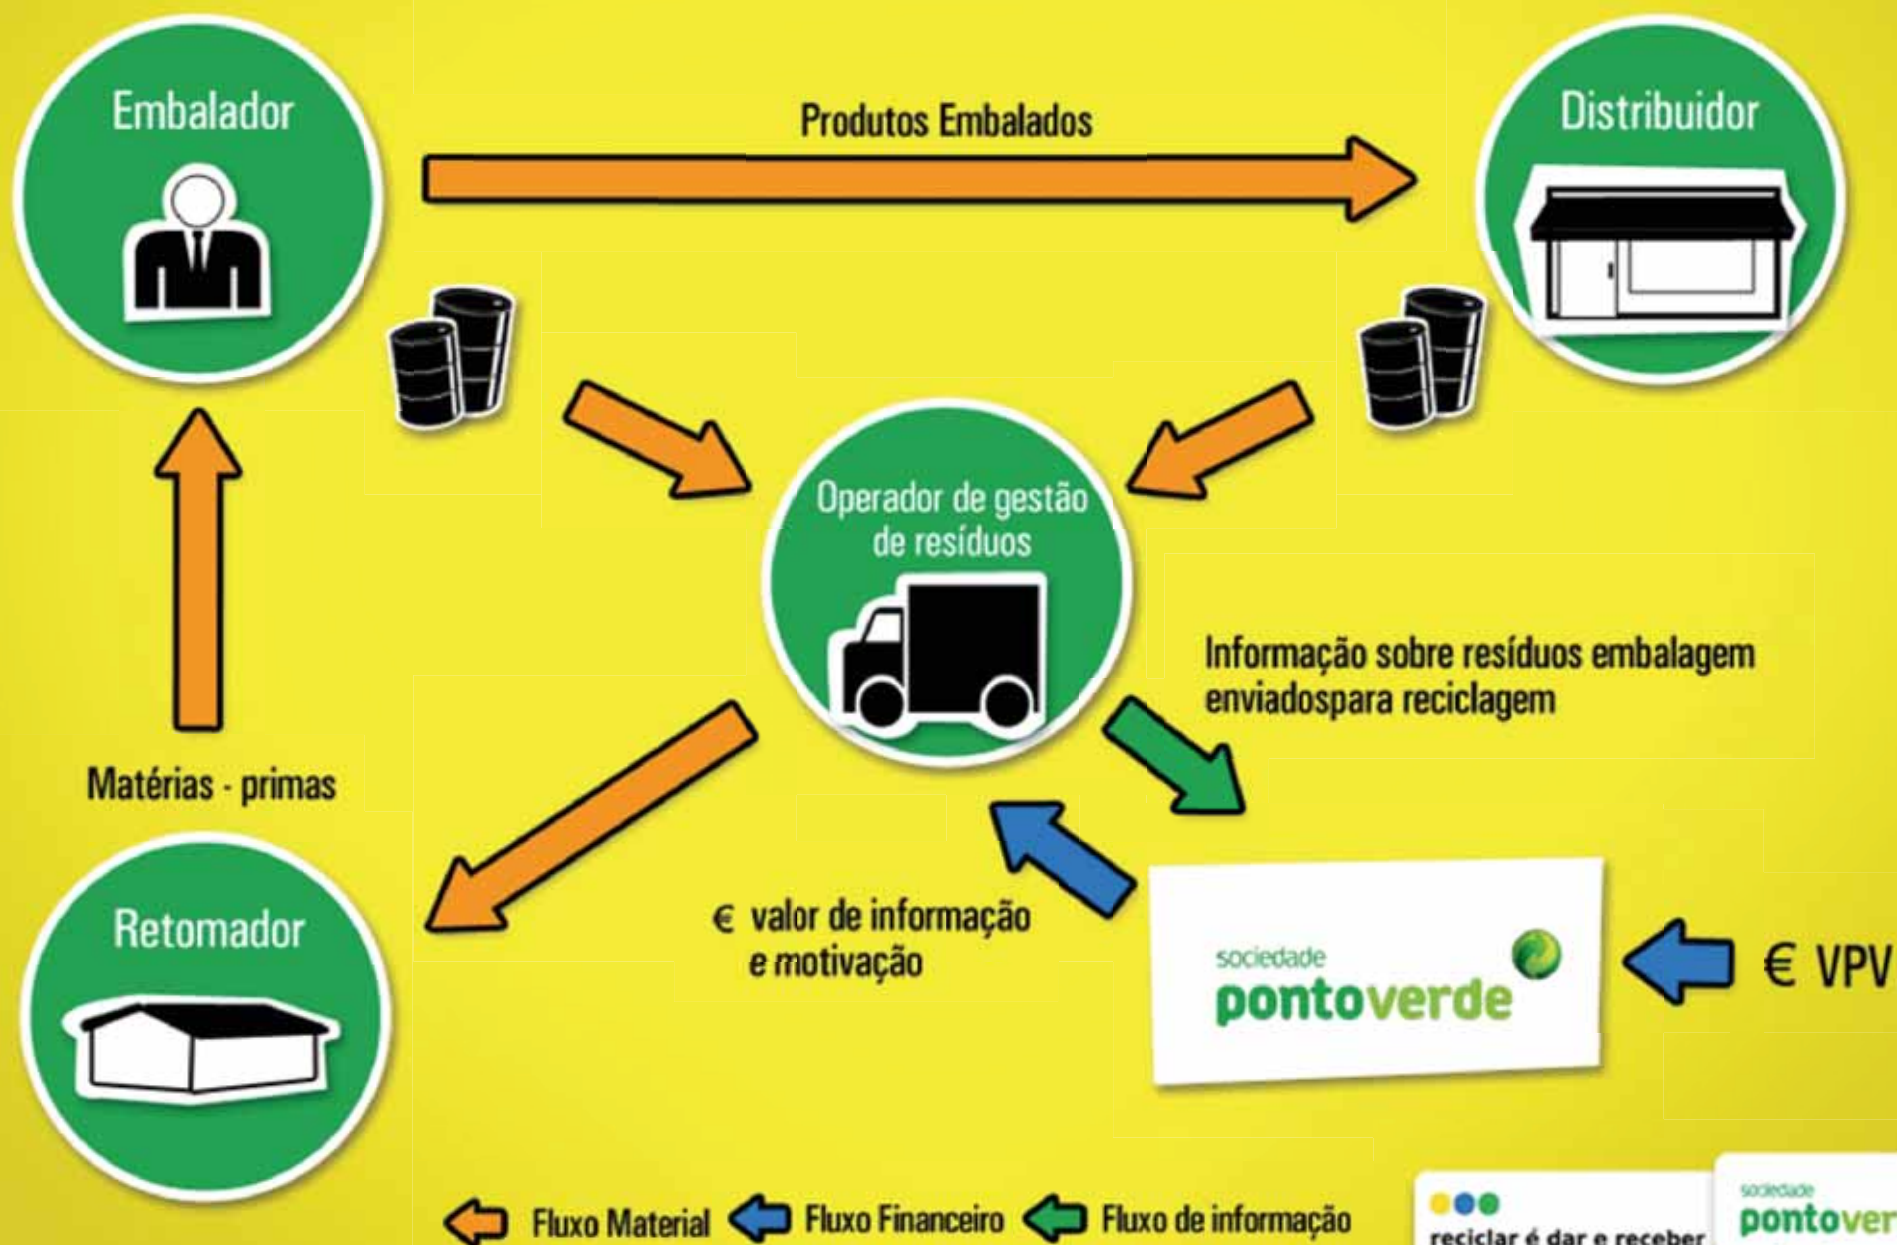 Embalador
Produtos Embalados
Distribuidor
Operador de gestão
de resíduos
Informação sobre resíduos embalagem
enviadospara reciclagem
Matérias - primas
Retomador
€ valor de informação
e motivação
sociedade
pontoverde
€ VPV
Fluxo Material
Fluxo Financeiro
Fluxo de informação
reciclar é dar e receber
sociedade
pontover